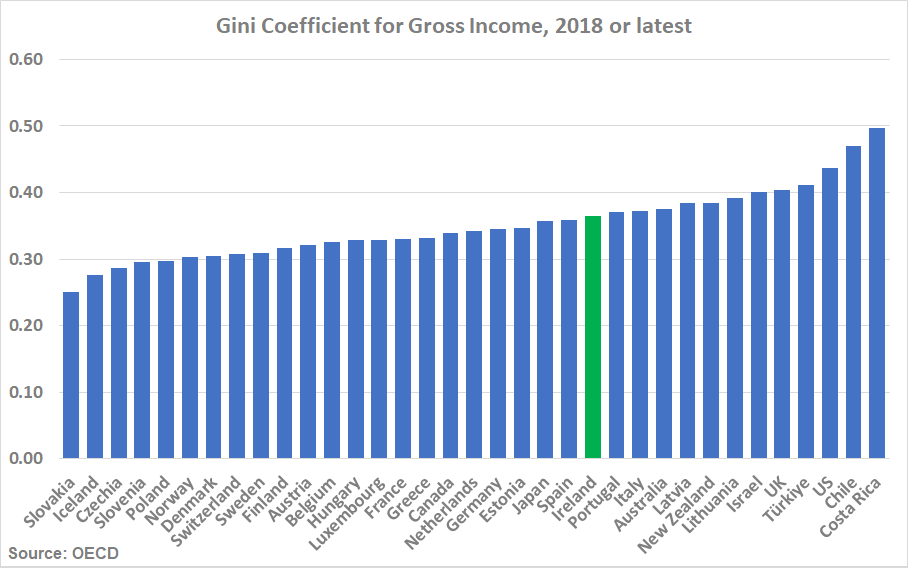 Gini Coefficient for Gross Income, 2018 or latest
0.60
0.50
0.40
0.30
0.20
0.10
0.00
Slovakia
Iceland
Czechia
Slovenia
Poland
Norway
Denmark
Switzerland
Sweden
Finland
Austria
Belgium
Hungary
Luxembourg
France
Greece
Canada
Netherlands
Germany
Estonia
Japan
Spain
Ireland
Portugal
Italy
Australia
Latvia
New Zealand
Lithuania
Israel
UK
Türkiye
US
Chile
Costa Rica
Source: OECD